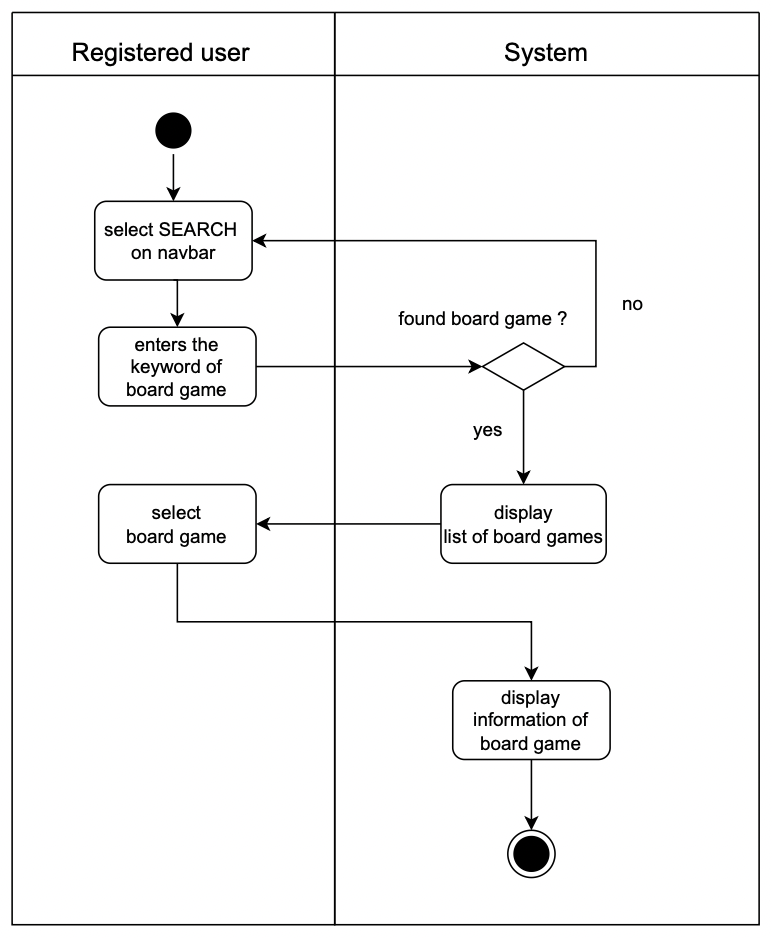 Registered user
System
select SEARCH
on navbar
no
found board game ?
enters the
keyword of
board game
yes
select
board game
display
list of board games
display
information of
board game